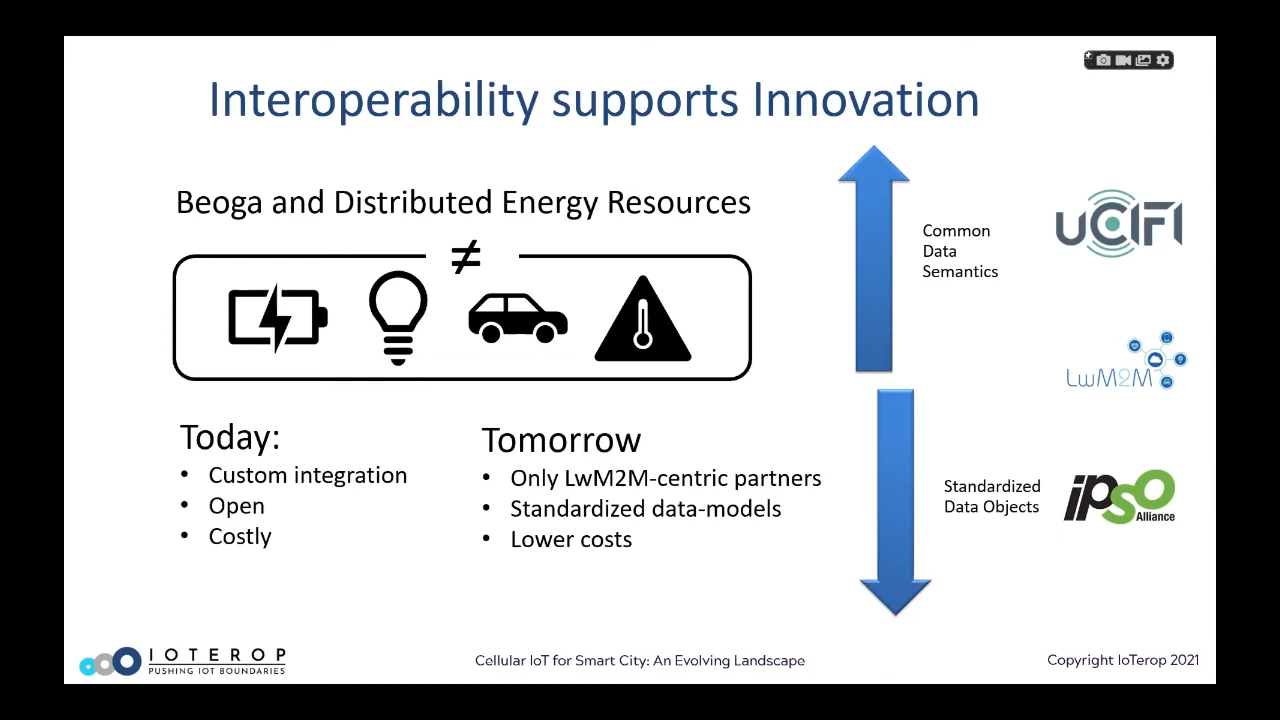 Interoperability supports Innovation
Beoga and Distributed Energy Resources
≠
Today:
• Custom integration
• Open
• Costly
Tomorrow
• Only LwM2M-centric partners
• Standardized data-models
• Lower costs
Common
Data
Semantics
uCIFI
LwM2M
Standardized
Data Objects
ipso
Alliance
IOTEROP
PUSHING IOT BOUNDARIES
Cellular IoT for Smart City: An Evolving Landscape
Copyright IoTerop 2021